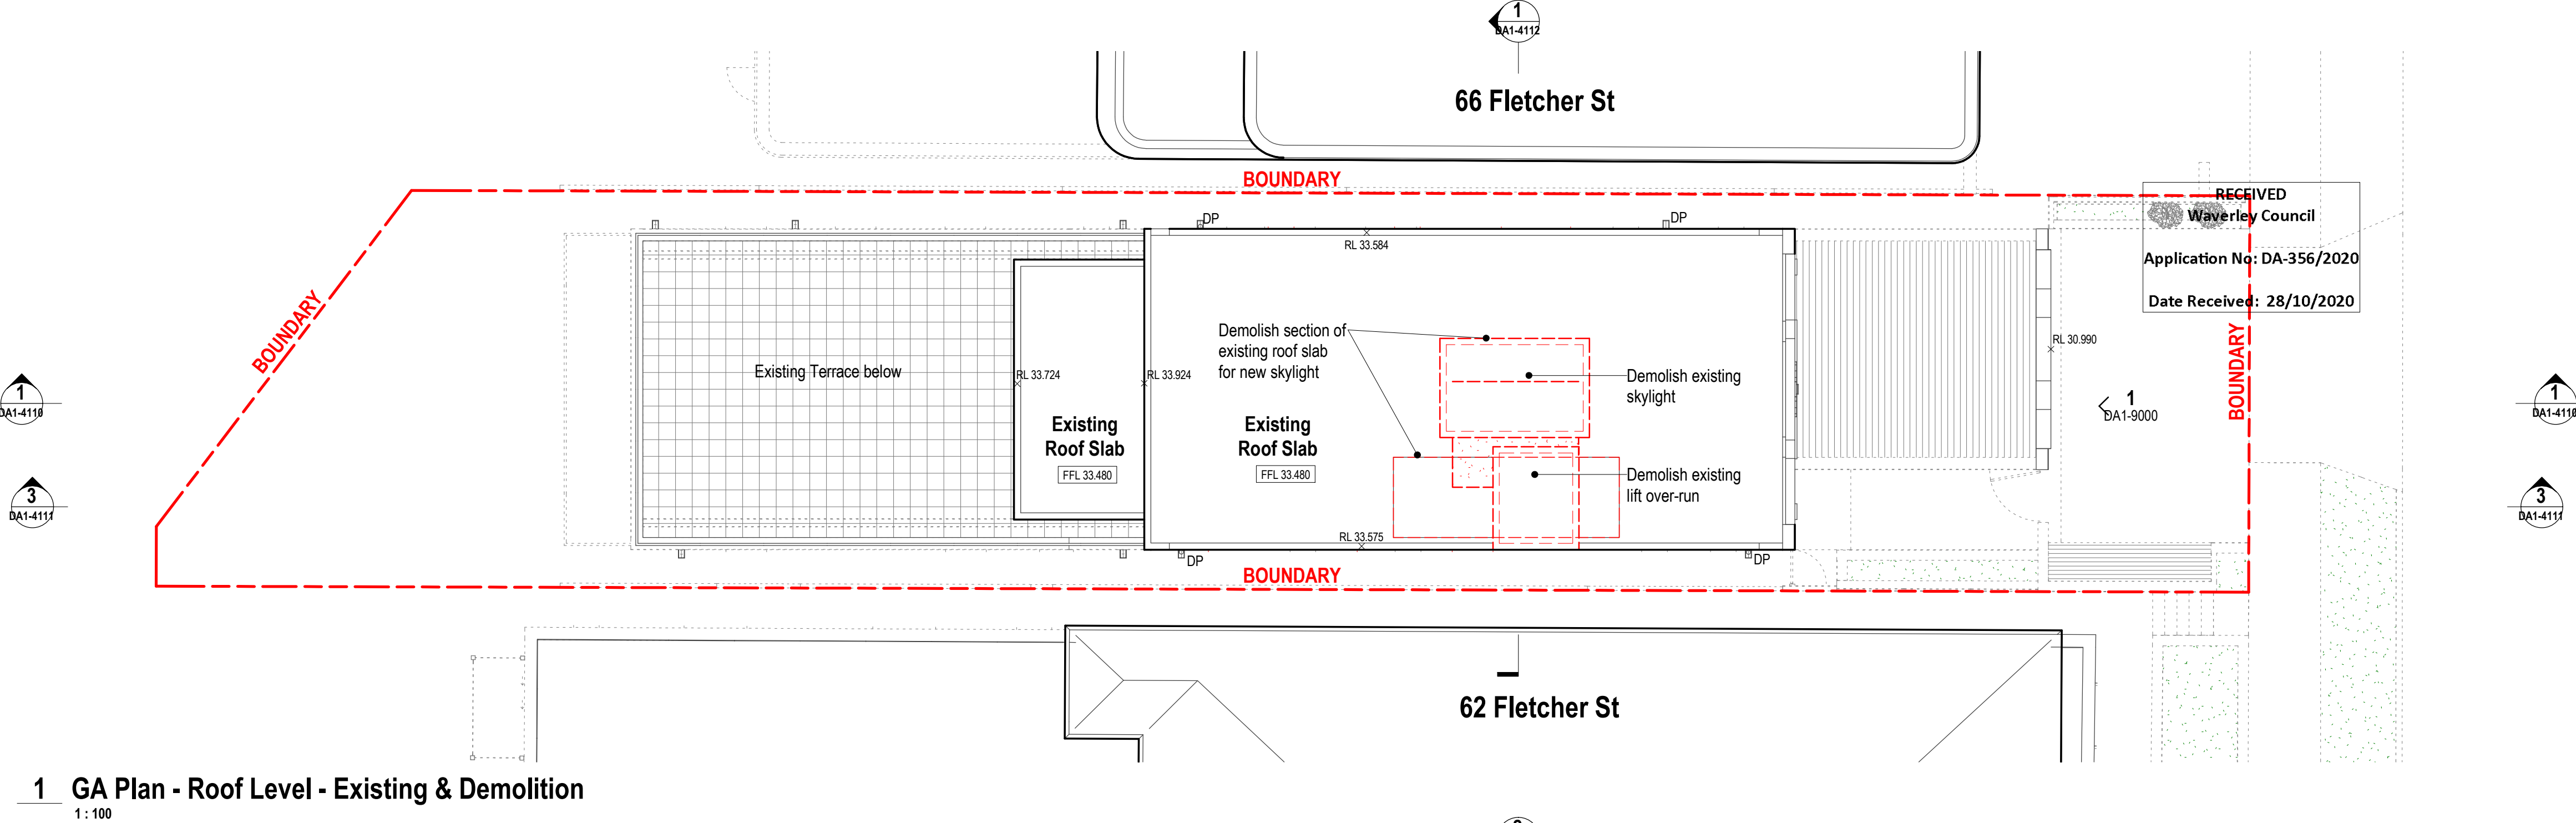 1
DA1-4112
66 Fletcher St
BOUNDARY
RECEIVED
Waverley Council
Application No: DA-356/2020
Date Received: 28/10/2020
DP
DP
RL 33.584
BOUNDARY
Demolish section of
existing roof slab
for new skylight
RL 30.990
BOUNDARY
Existing Terrace below
RL 33.724
RL 33.924
Demolish existing
skylight
1
DA1-4110
1
DA1-9000
1
DA1-4110
Existing
Roof Slab
FFL 33.480
Existing
Roof Slab
FFL 33.480
Demolish existing
lift over-run
3
DA1-4111
3
DA1-4111
RL 33.575
DP
DP
BOUNDARY
62 Fletcher St
1 GA Plan - Roof Level - Existing & Demolition
1 : 100